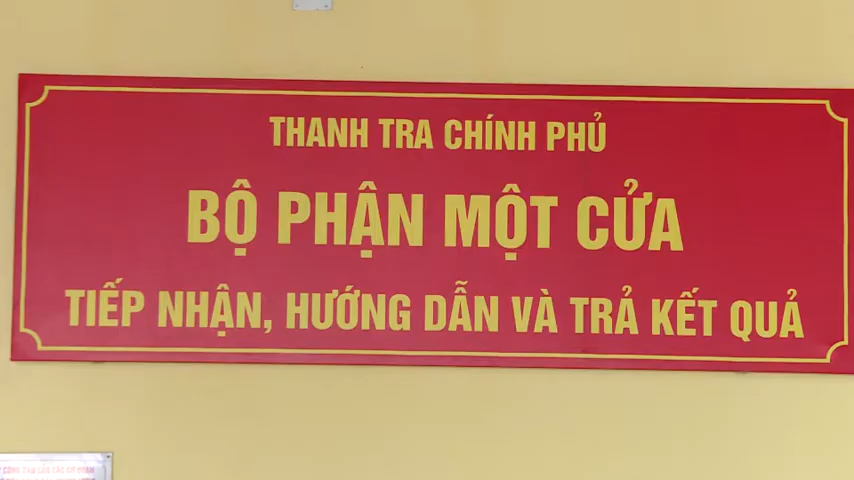 THANH TRA CHÍNH PHỦ
BỘ PHẬN MỘT CỬA
TIẾP NHẬN, HƯỚNG DẪN VÀ TRẢ KẾT QUẢ